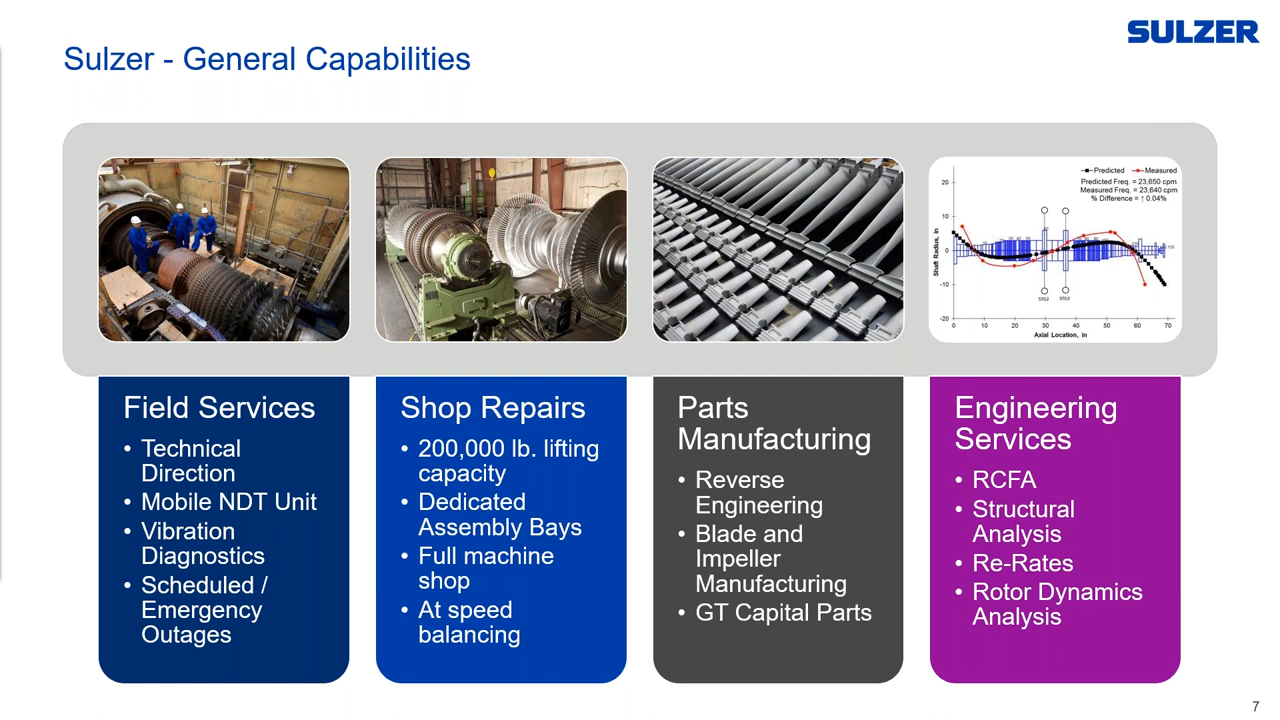 SULZER
Sulzer - General Capabilities
Predicted
Measured
Predicted Freq. = 23,650 cpm
Measured Freq. = 23,640 cpm
% Difference = ↑ 0.04%
Shaft Radius, in
20
10
0
-10
-20
STG2
STG3
0
10
20
30
40
50
60
70
Axial Location, in
Field Services
• Technical
Direction
• Mobile NDT Unit
• Vibration
Diagnostics
• Scheduled /
Emergency
Outages
Shop Repairs
• 200,000 lb. lifting
capacity
• Dedicated
Assembly Bays
• Full machine
shop
• At speed
balancing
Parts
Manufacturing
• Reverse
Engineering
• Blade and
Impeller
Manufacturing
• GT Capital Parts
Engineering
Services
• RCFA
• Structural
Analysis
• Re-Rates
• Rotor Dynamics
Analysis
7